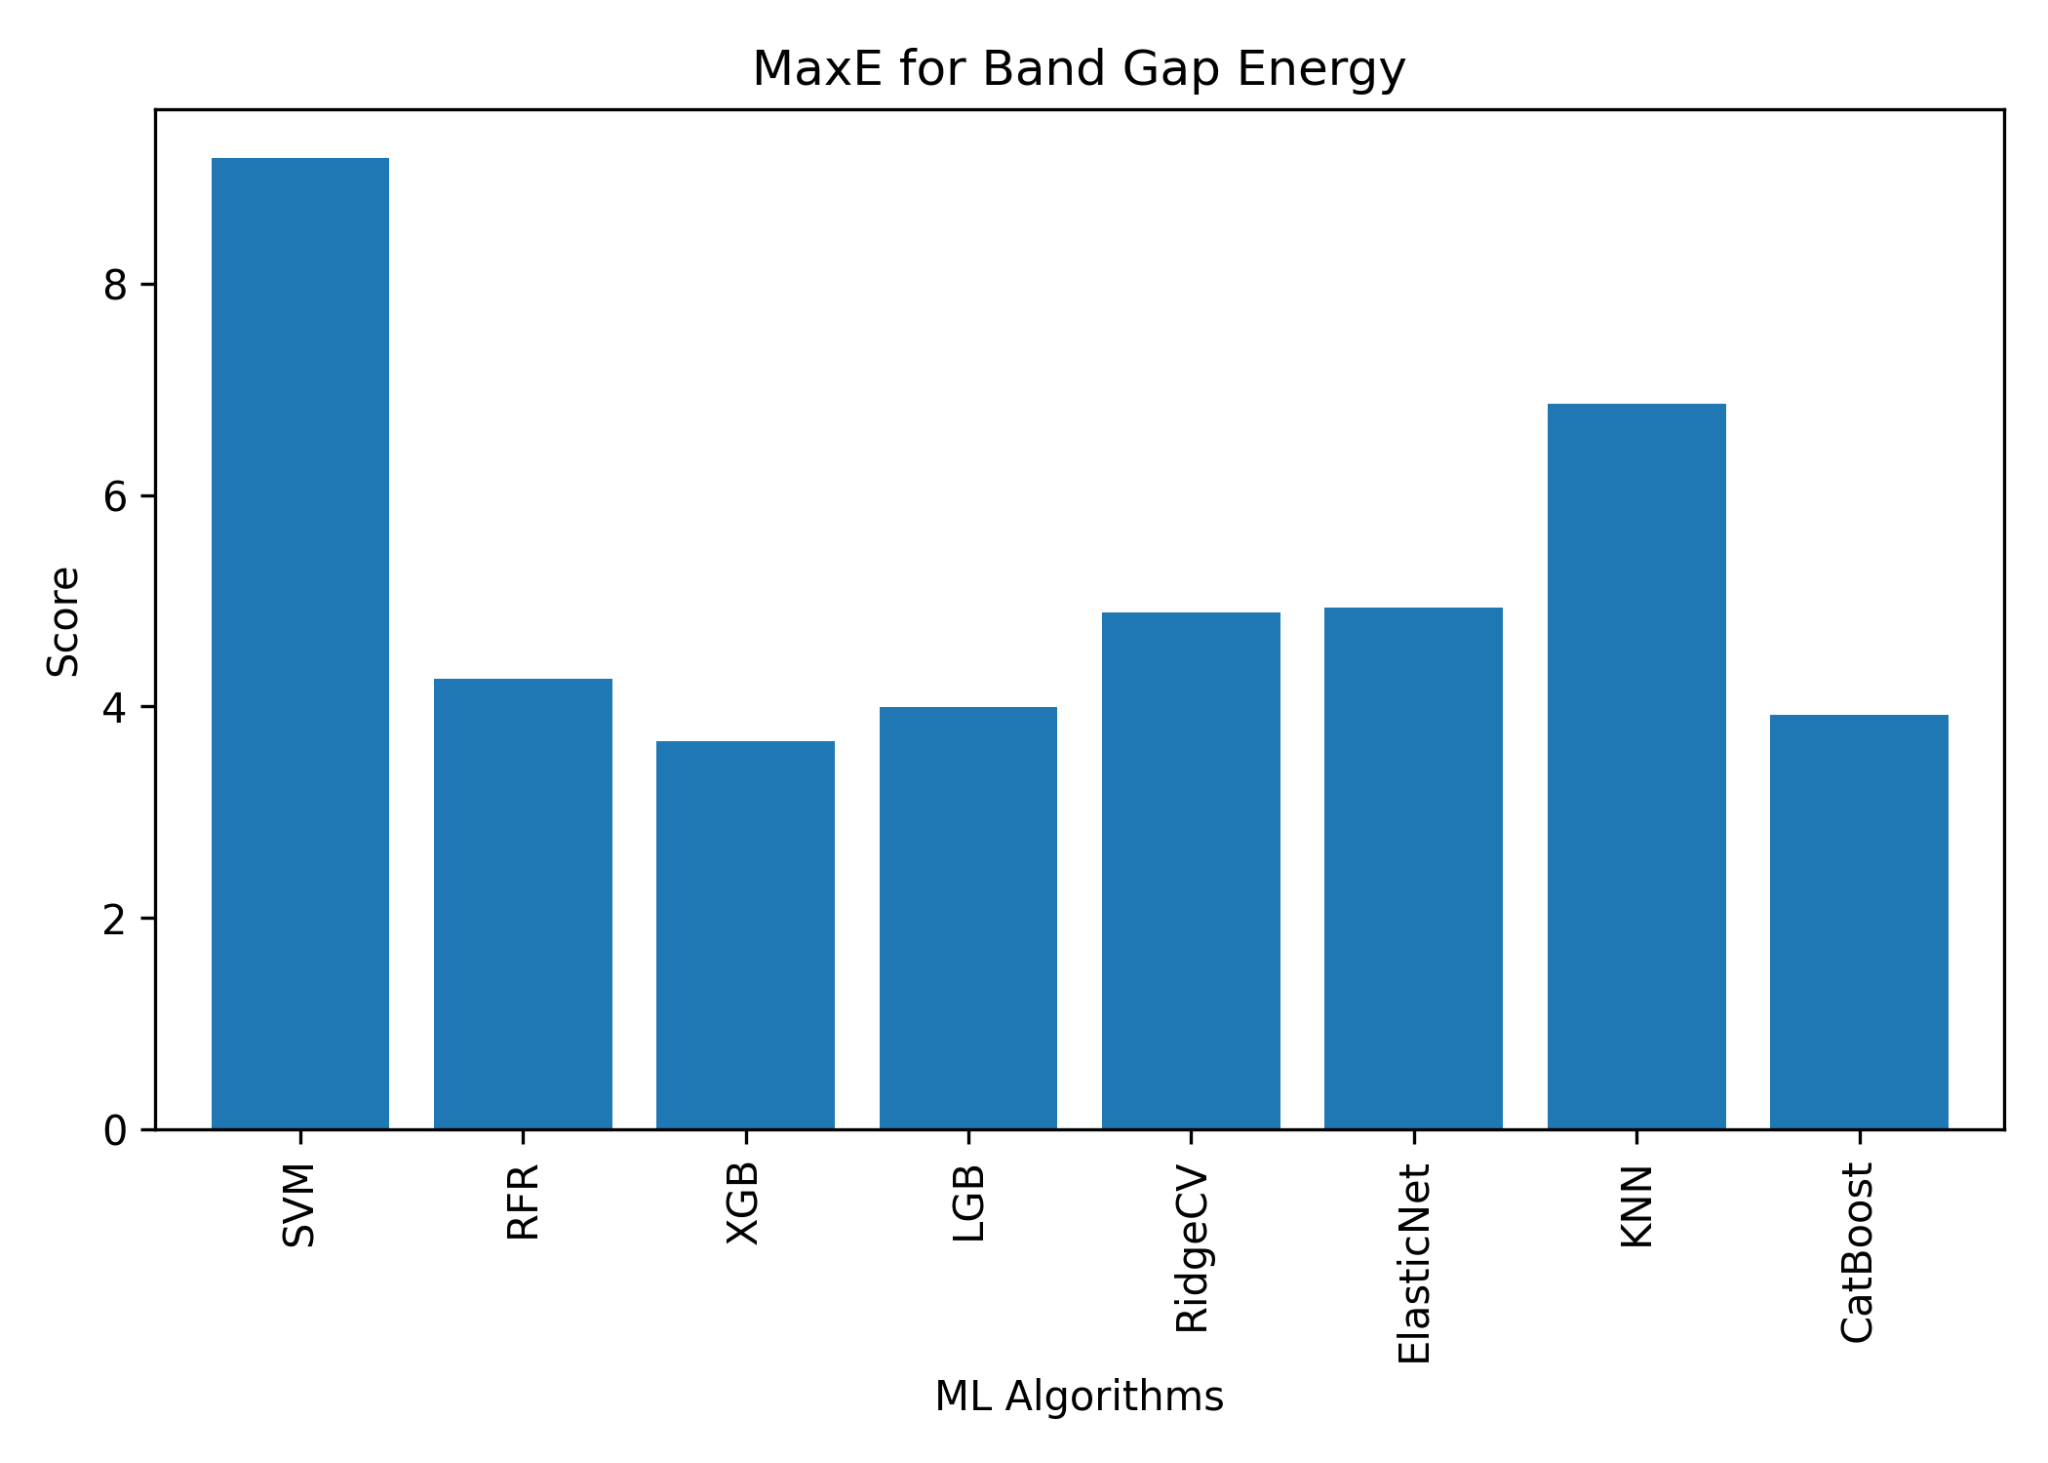 MaxE for Band Gap Energy
Score
8
6
4
2
0
SVM
RFR
XGB
LGB
RidgeCV
ElasticNet
KNN
CatBoost
ML Algorithms